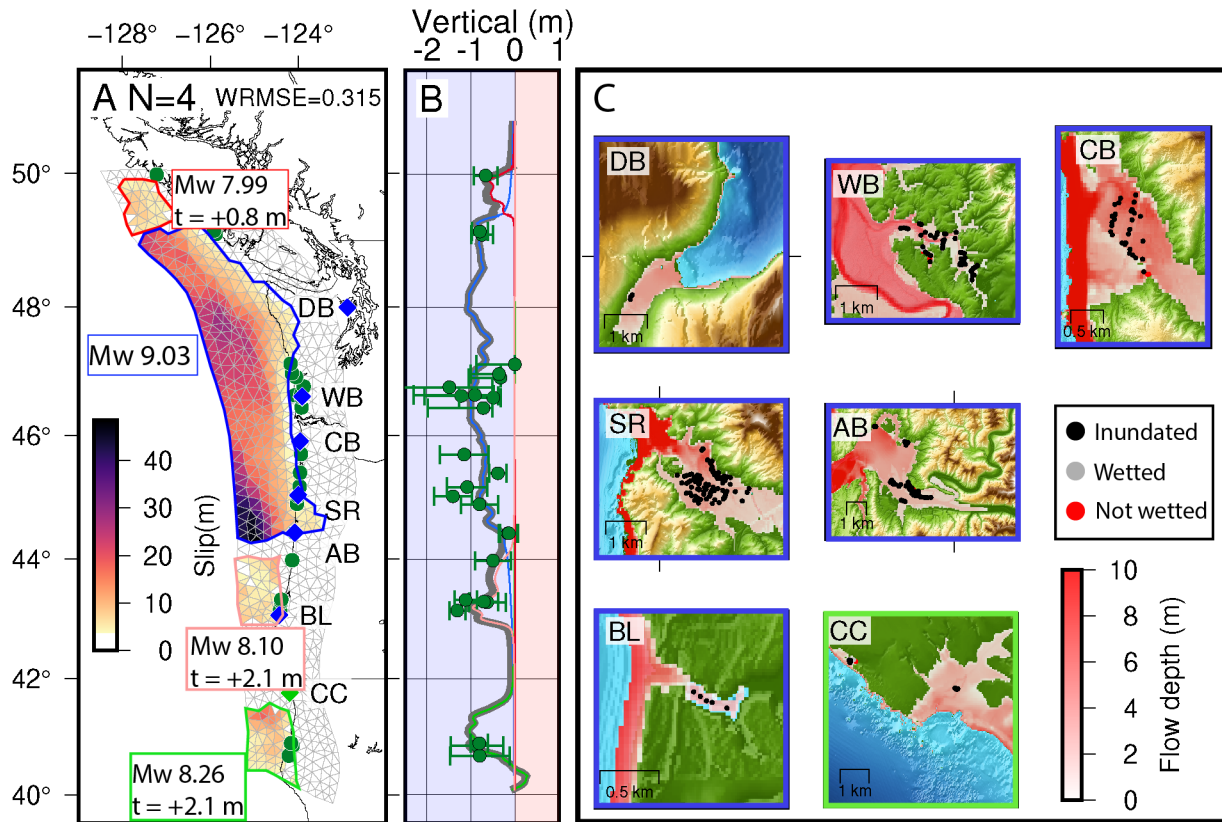 Vertical (m)
−128° −126° −124°
−2 −1 0 1
A N=4 WRMSE=0.315
B
C
50°
48°
46°
44°
42°
40°
Mw 7.99
t = +0.8 m
Mw 9.03
Mw 8.10
t = +2.1 m
Mw 8.26
t = +2.1 m
DB
WB
CB
SR
AB
BL
CC
40
30
20
10
0
Slip(m)
DB
1 km
WB
1 km
CB
0.5 km
SR
1 km
AB
1 km
BL
0.5 km
CC
1 km
Inundated
Wetted
Not wetted
10
8
6
4
2
0
Flow depth (m)